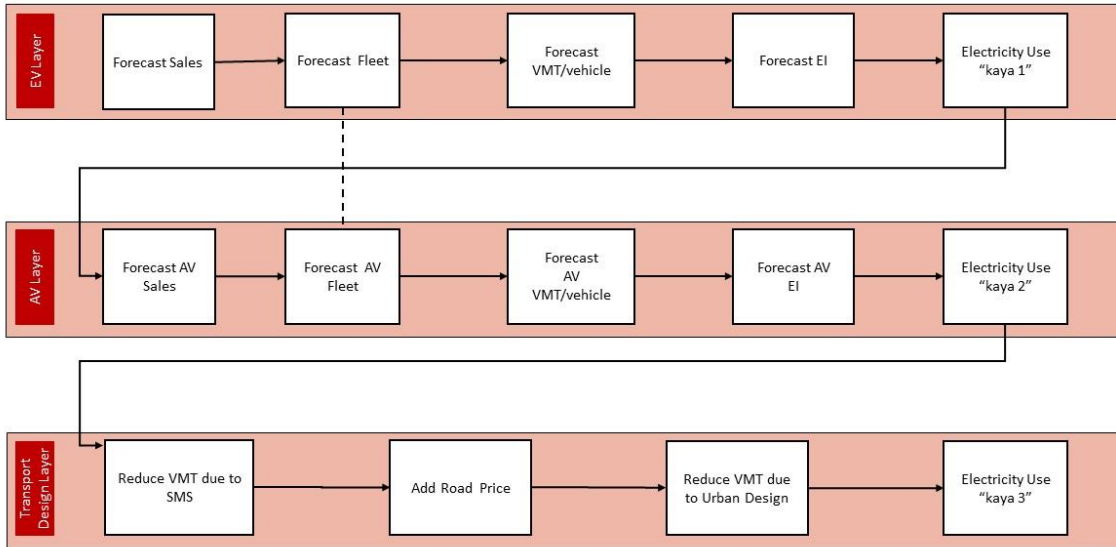 EV Layer
Forecast Sales
Forecast Fleet
Forecast
VMT/vehicle
Forecast EI
Electricity Use
“kaya 1”
AV Layer
Forecast AV
Sales
Forecast AV
Fleet
Forecast
AV
VMT/vehicle
Forecast AV
EI
Electricity Use
“kaya 2”
Transport
Design Layer
Reduce VMT due to
SMS
Add Road Price
Reduce VMT due
to Urban Design
Electricity Use
“kaya 3”